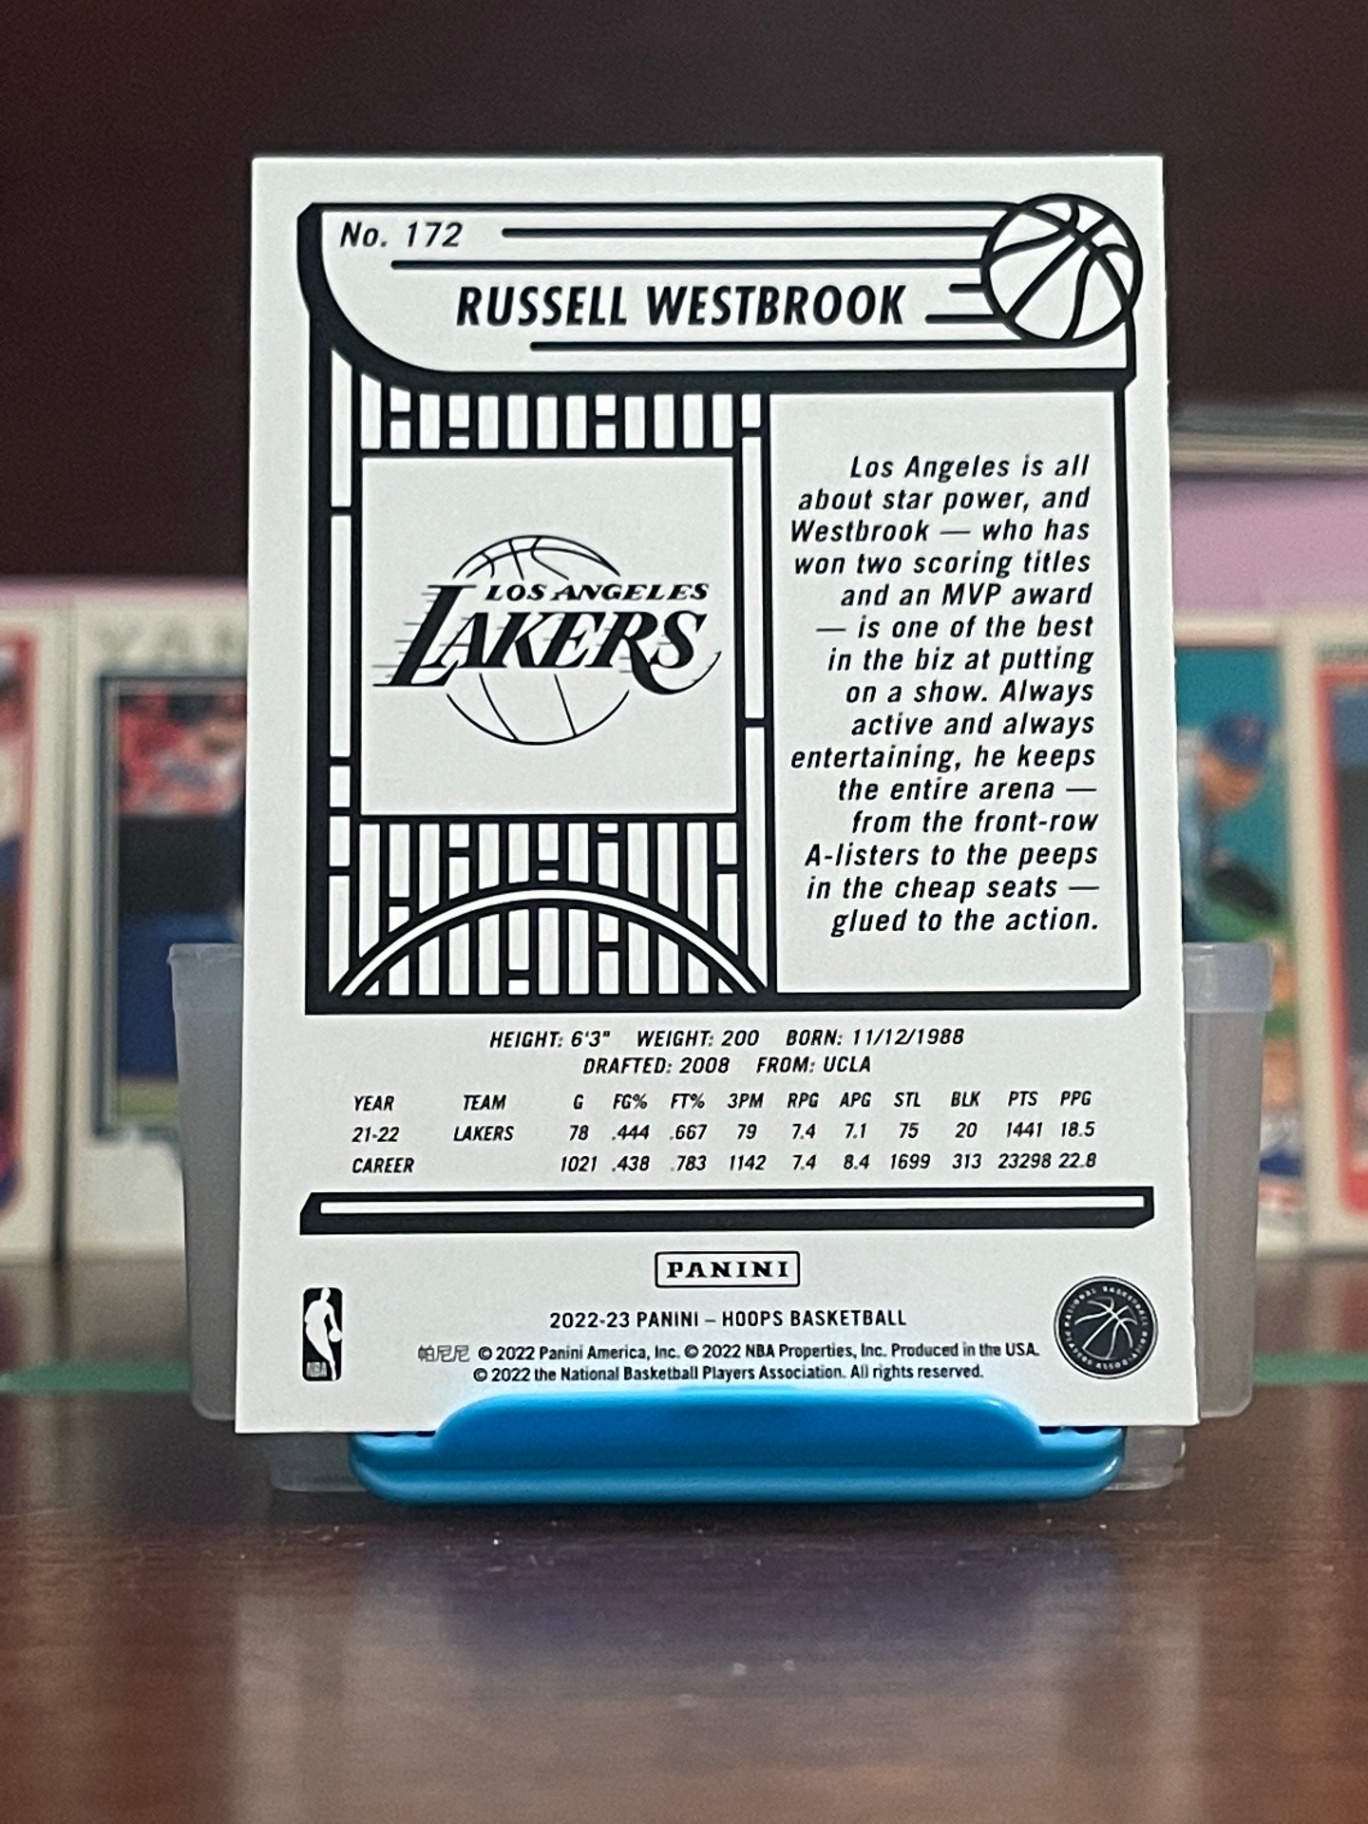 No. 172
RUSSELL WESTBROOK
LOS ANGELES
LAKERS
Los Angeles is all
about star power, and
Westbrook — who has
won two scoring titles
and an MVP award
— is one of the best
in the biz at putting
on a show. Always
active and always
entertaining, he keeps
the entire arena —
from the front-row
A-listers to the peeps
in the cheap seats —
glued to the action.
HEIGHT: 6'3" WEIGHT: 200 BORN: 11/12/1988
DRAFTED: 2008 FROM: UCLA
YEAR TEAM G FG% FT% 3PM RPG APG STL BLK PTS PPG
21-22 LAKERS 78 .444 .667 79 7.4 7.1 75 20 1441 18.5
CAREER 1021 .438 .783 1142 7.4 8.4 1699 313 23298 22.8
PANINI
2022-23 PANINI – HOOPS BASKETBALL
帕尼尼 © 2022 Panini America, Inc. © 2022 NBA Properties, Inc. Produced in the USA.
© 2022 the National Basketball Players Association. All rights reserved.
NBA
NATIONAL BASKETBALL PLAYERS ASSOCIATION